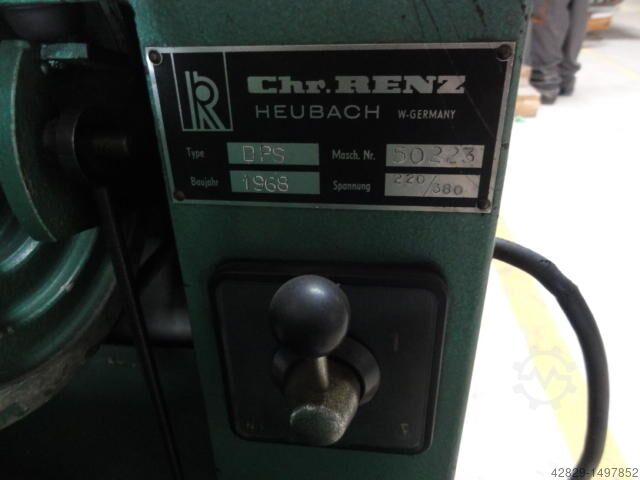 Chr. RENZ
HEUBACH W-GERMANY
Type DPS Masch. Nr. 50223
Baujahr 1968 Spannung 220/380
42829-1497852